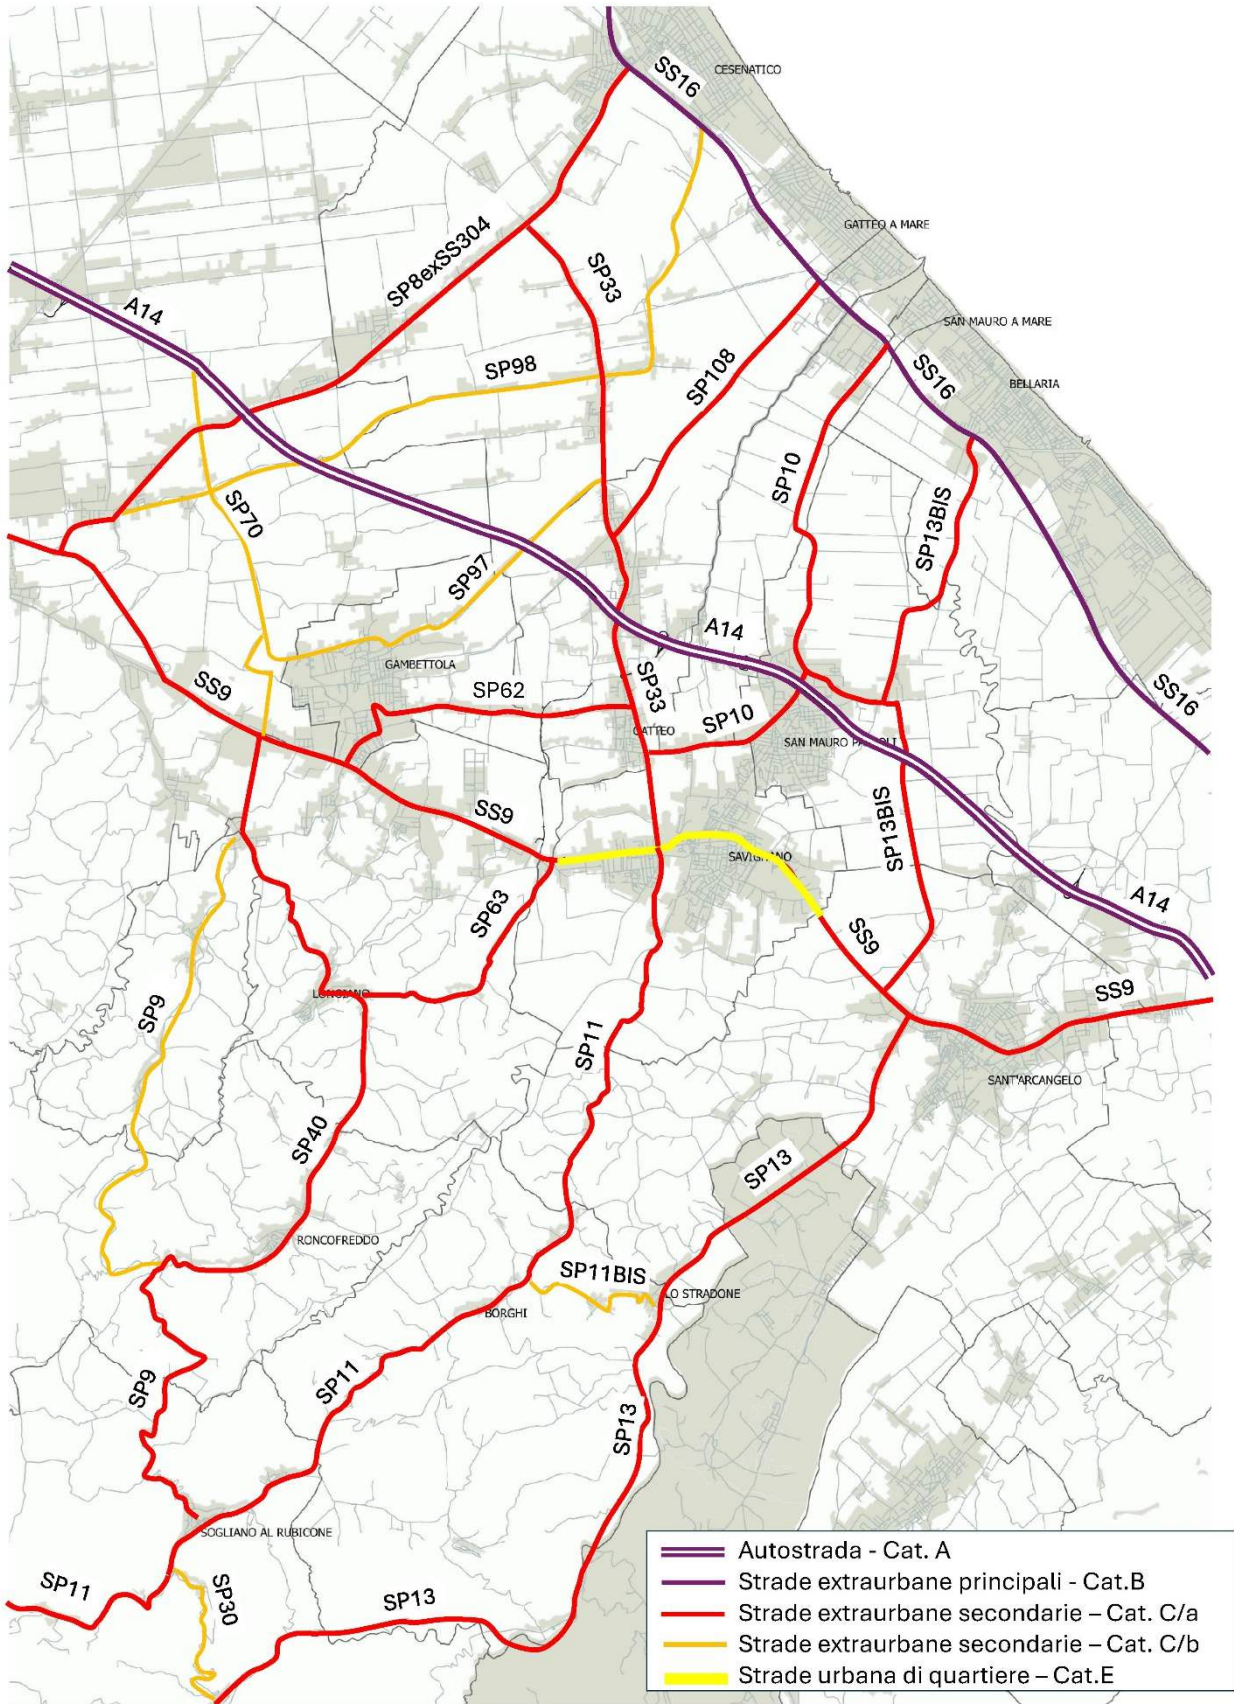 SS16
CESENATICO
GATTEO A MARE
SP8exSS304
SP33
A14
SAN MAURO A MARE
SP98
SP108
SS16
BELLARIA
SP10
SP70
SP13BIS
SP97
A14
GAMBETTOLA
SP33
SS9
SP62
SS16
SP10
GATTEO
SAN MAURO PASCOLI
SS9
SP13BIS
SAVIGNANO
A14
SP63
SS9
LONGIANO
SS9
SP9
SP11
SANT'ARCANGELO
SP40
SP13
RONCOFREDDO
SP11BIS
LO STRADONE
BORGHI
SP11
SP9
SP13
SOGLIANO AL RUBICONE
SP11
SP30
SP13
Autostrada - Cat. A
Strade extraurbane principali - Cat.B
Strade extraurbane secondarie – Cat. C/a
Strade extraurbane secondarie – Cat. C/b
Strade urbana di quartiere – Cat.E